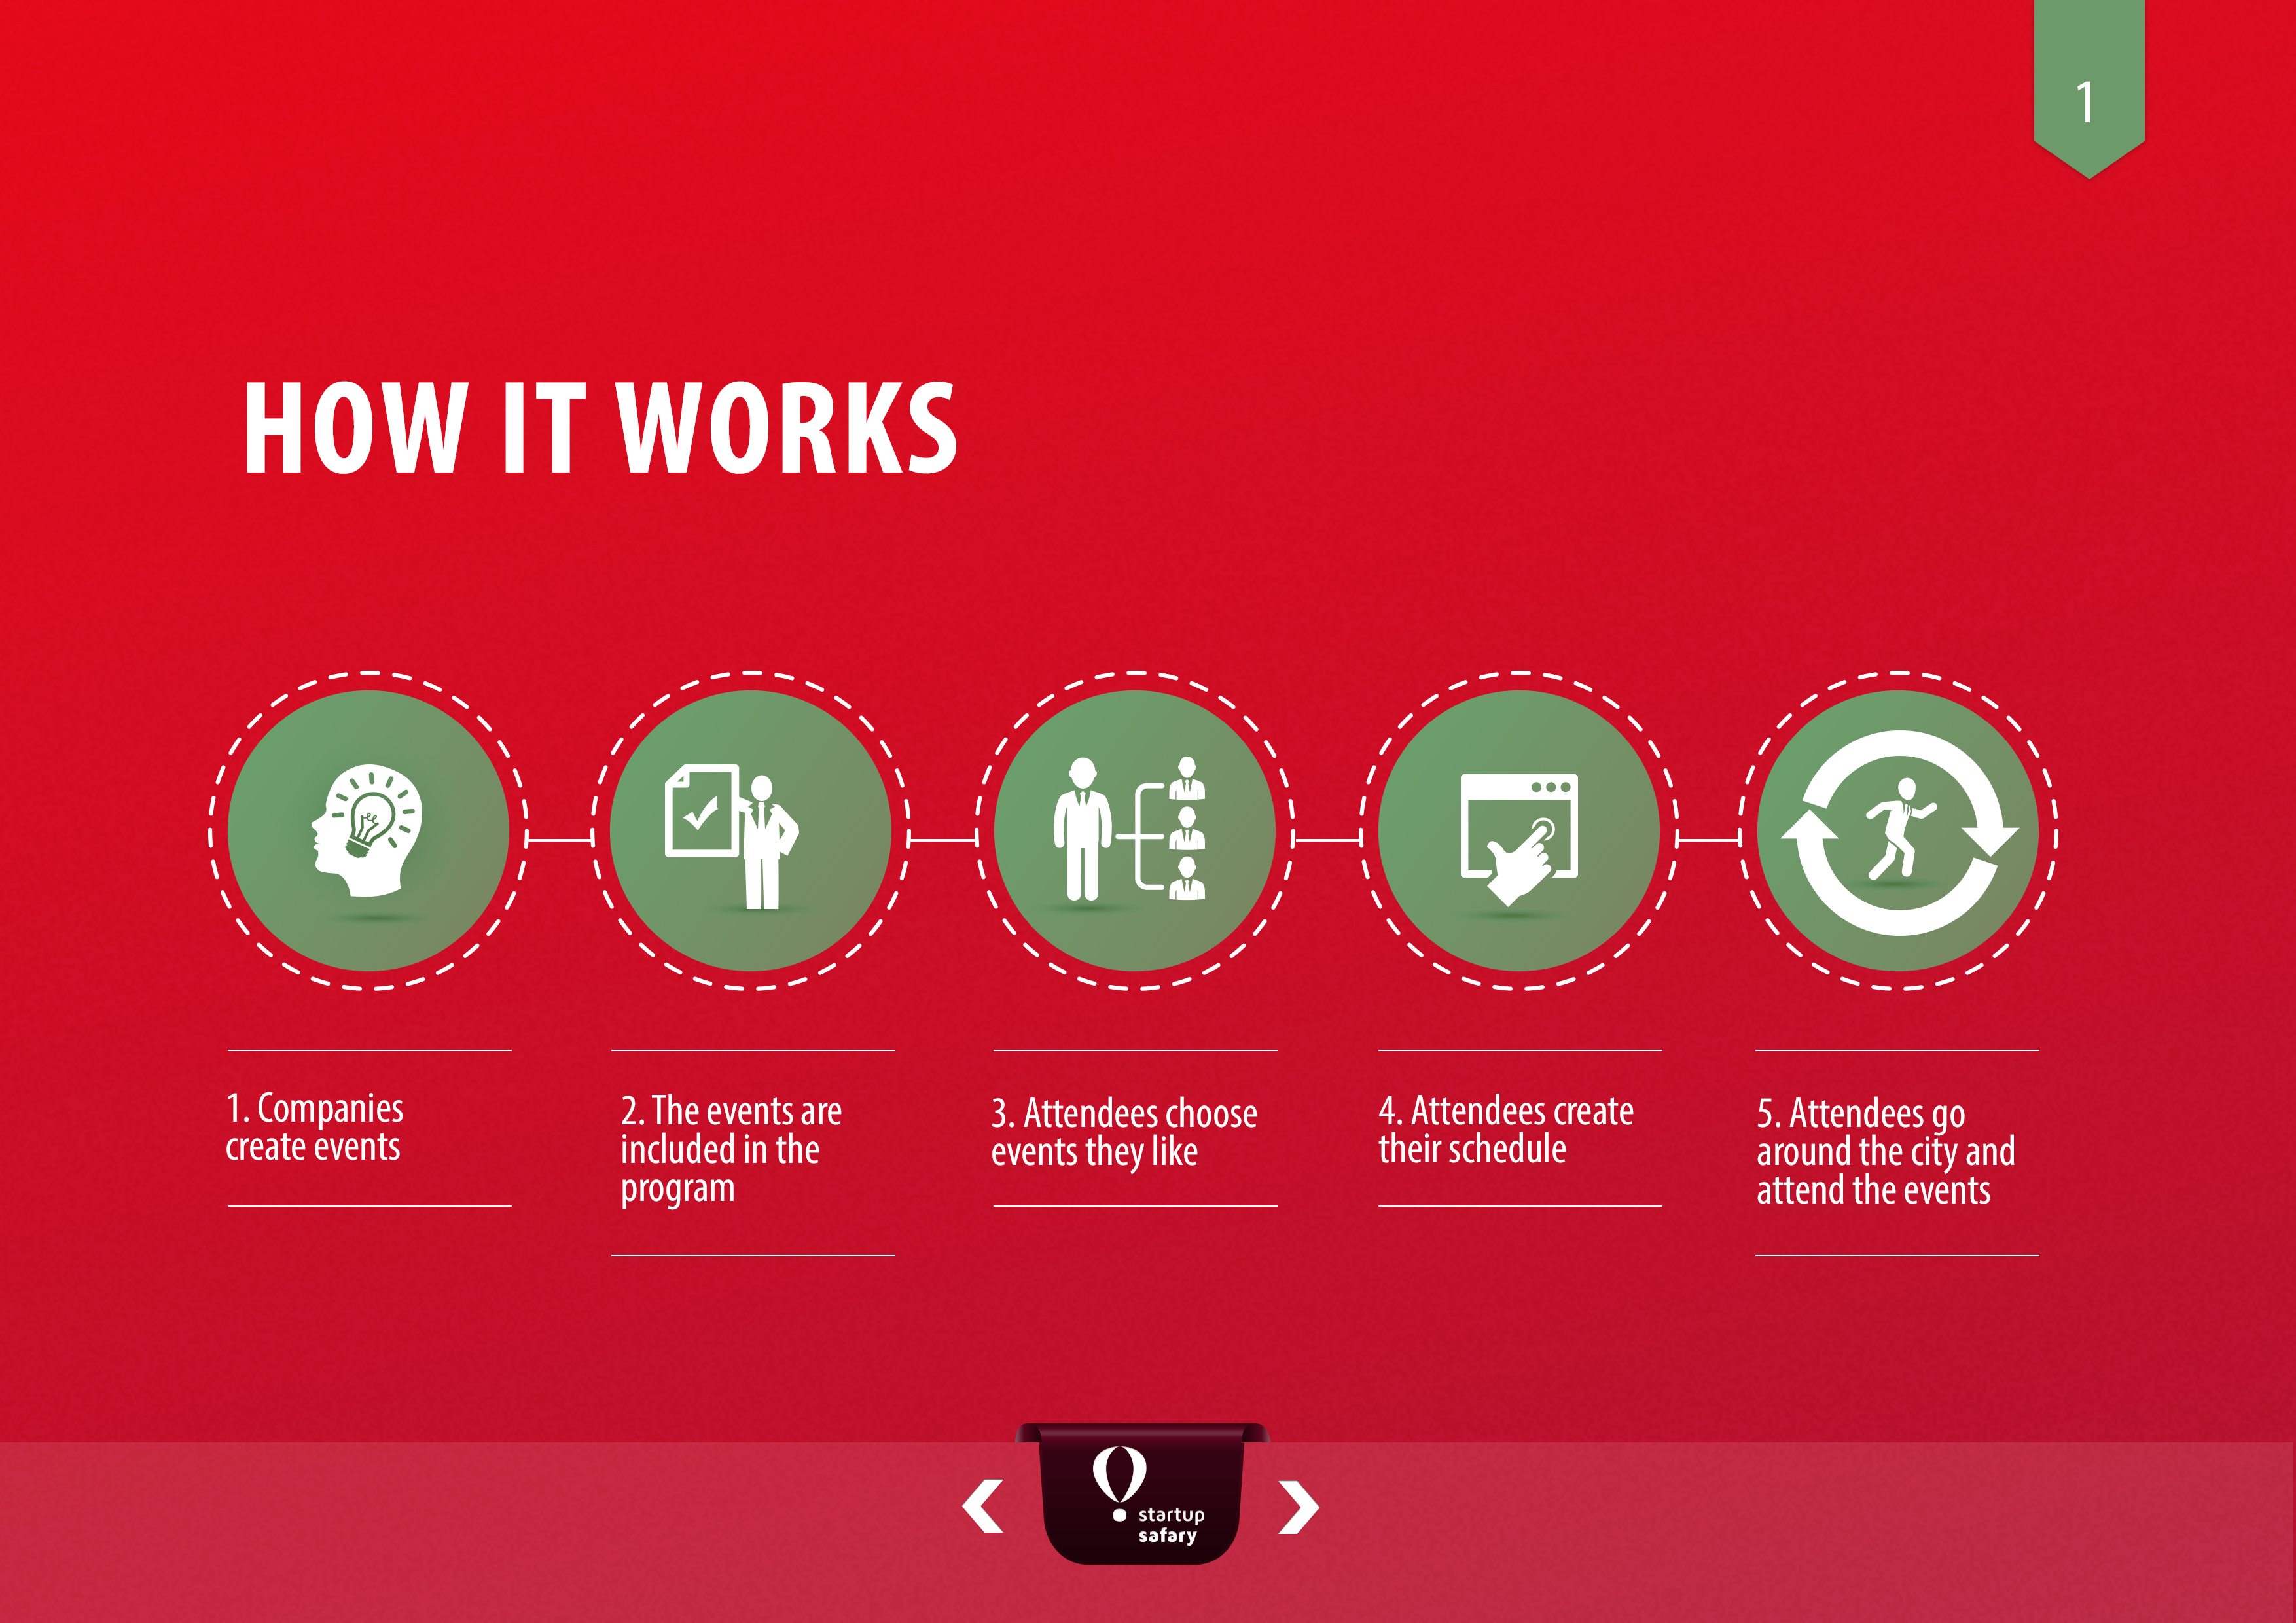 1
HOW IT WORKS
1. Companies
create events
2. The events are
included in the
program
3. Attendees choose
events they like
4. Attendees create
their schedule
5. Attendees go
around the city and
attend the events
startup
safary